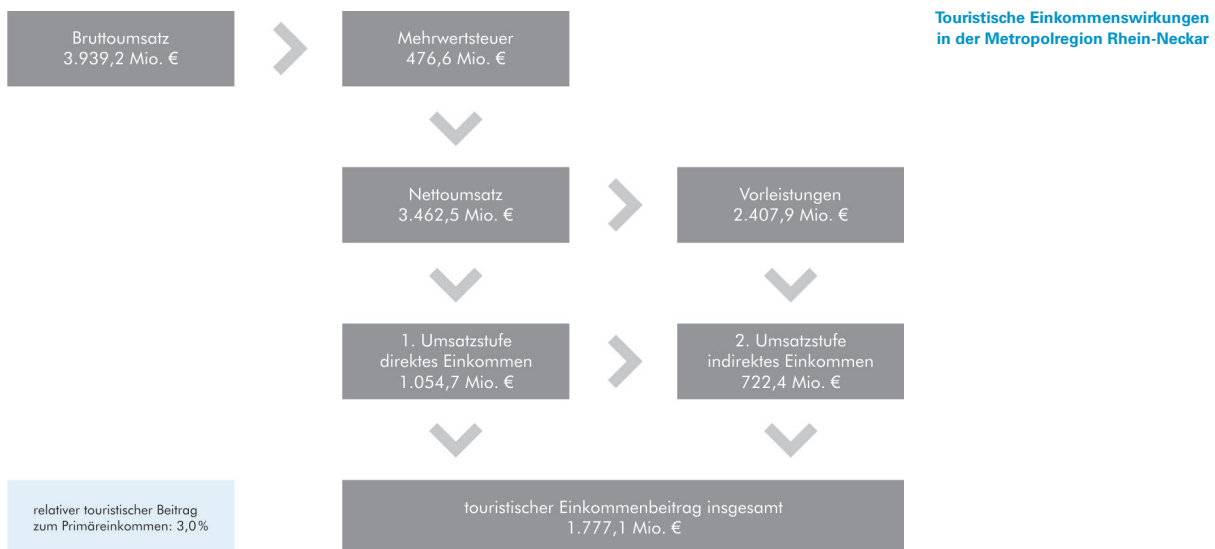 Touristische Einkommenswirkungen
in der Metropolregion Rhein-Neckar
Bruttoumsatz
3.939,2 Mio. €
Mehrwertsteuer
476,6 Mio. €
Nettoumsatz
3.462,5 Mio. €
Vorleistungen
2.407,9 Mio. €
1. Umsatzstufe
direktes Einkommen
1.054,7 Mio. €
2. Umsatzstufe
indirektes Einkommen
722,4 Mio. €
relativer touristischer Beitrag
zum Primäreinkommen: 3,0%
touristischer Einkommenbeitrag insgesamt
1.777,1 Mio. €